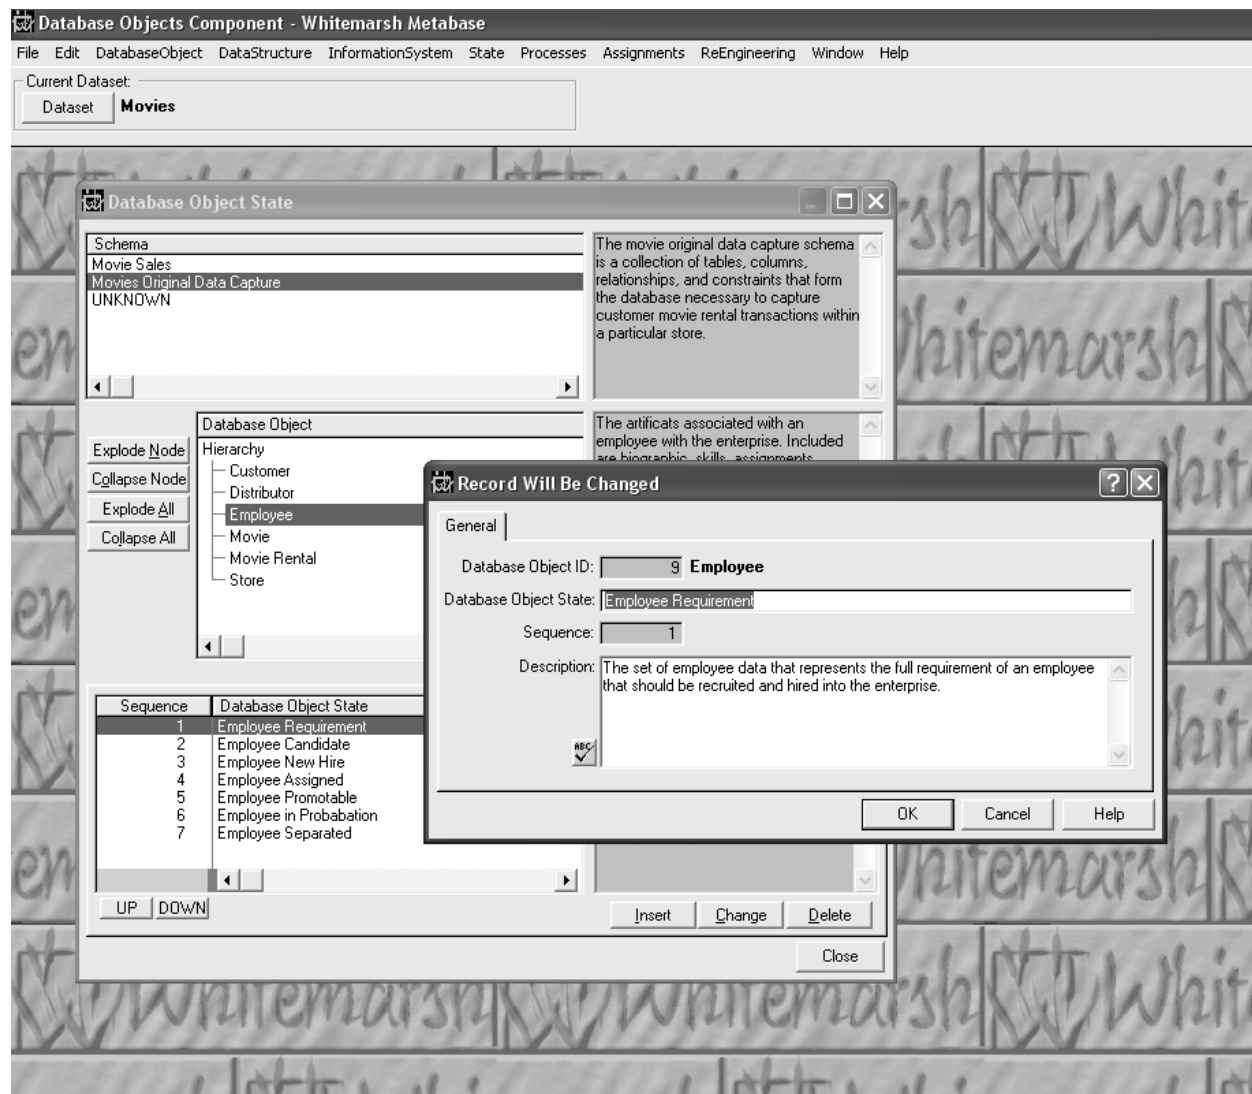 Database Objects Component - Whitemarsh Metabase
File Edit DatabaseObject DataStructure InformationSystem State Processes Assignments ReEngineering Window Help
Current Dataset:
Dataset Movies
Database Object State
Schema
Movie Sales
Movies Original Data Capture
UNKNOWN
The movie original data capture schema
is a collection of tables, columns,
relationships, and constraints that form
the database necessary to capture
customer movie rental transactions within
a particular store.
Explode Node
Collapse Node
Explode All
Collapse All
Database Object
Hierarchy
Customer
Distributor
Employee
Movie
Movie Rental
Store
The artificats associated with an
employee with the enterprise. Included
are biographic, skills, assignments
Record Will Be Changed
General
Database Object ID: 9 Employee
Database Object State: Employee Requirement
Sequence: 1
Description: The set of employee data that represents the full requirement of an employee
that should be recruited and hired into the enterprise.
ABC
OK Cancel Help
Sequence Database Object State
1 Employee Requirement
2 Employee Candidate
3 Employee New Hire
4 Employee Assigned
5 Employee Promotable
6 Employee in Probabation
7 Employee Separated
UP DOWN
Insert Change Delete
Close
Whitemarsh